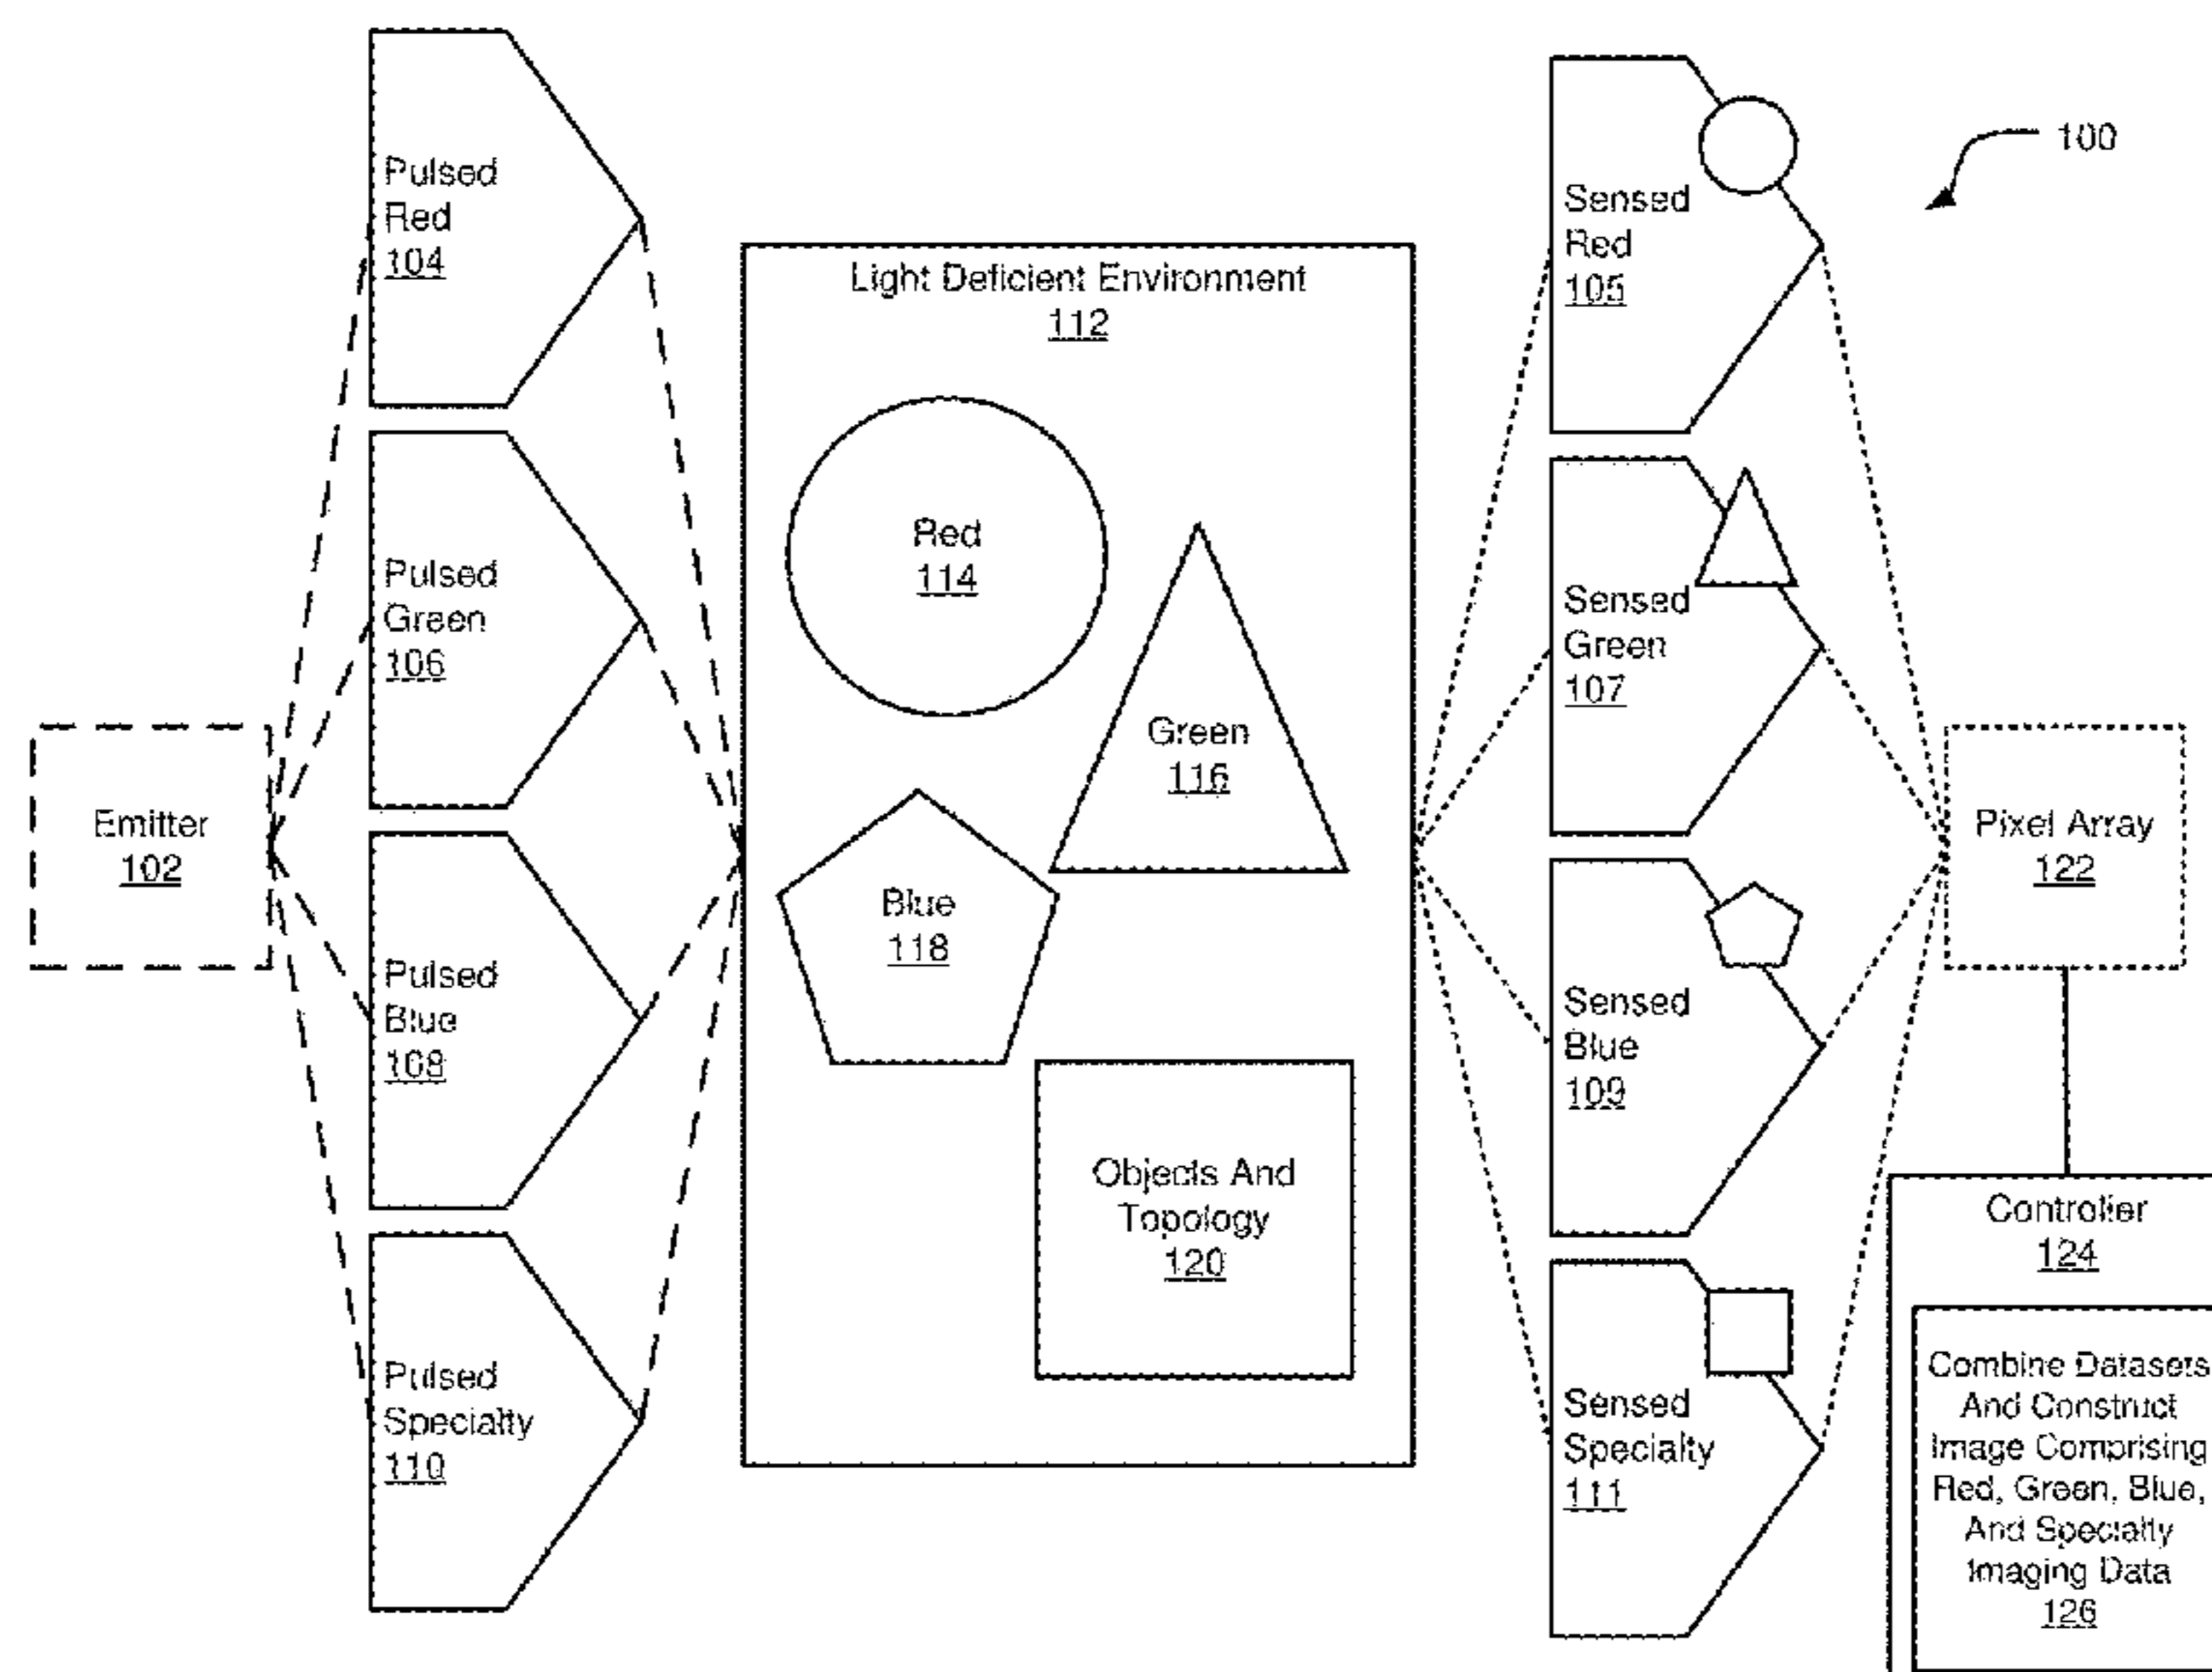 Pulsed
Red
104
Pulsed
Green
106
Emitter
102
Pulsed
Blue
108
Pulsed
Specialty
110
Light Deficient Environment
112
Red
114
Green
116
Blue
118
Objects And
Topology
120
Sensed
Red
105
Sensed
Green
107
Sensed
Blue
109
Sensed
Specialty
111
100
Pixel Array
122
Controller
124
Combine Datasets
And Construct
Image Comprising
Red, Green, Blue,
And Specialty
Imaging Data
126